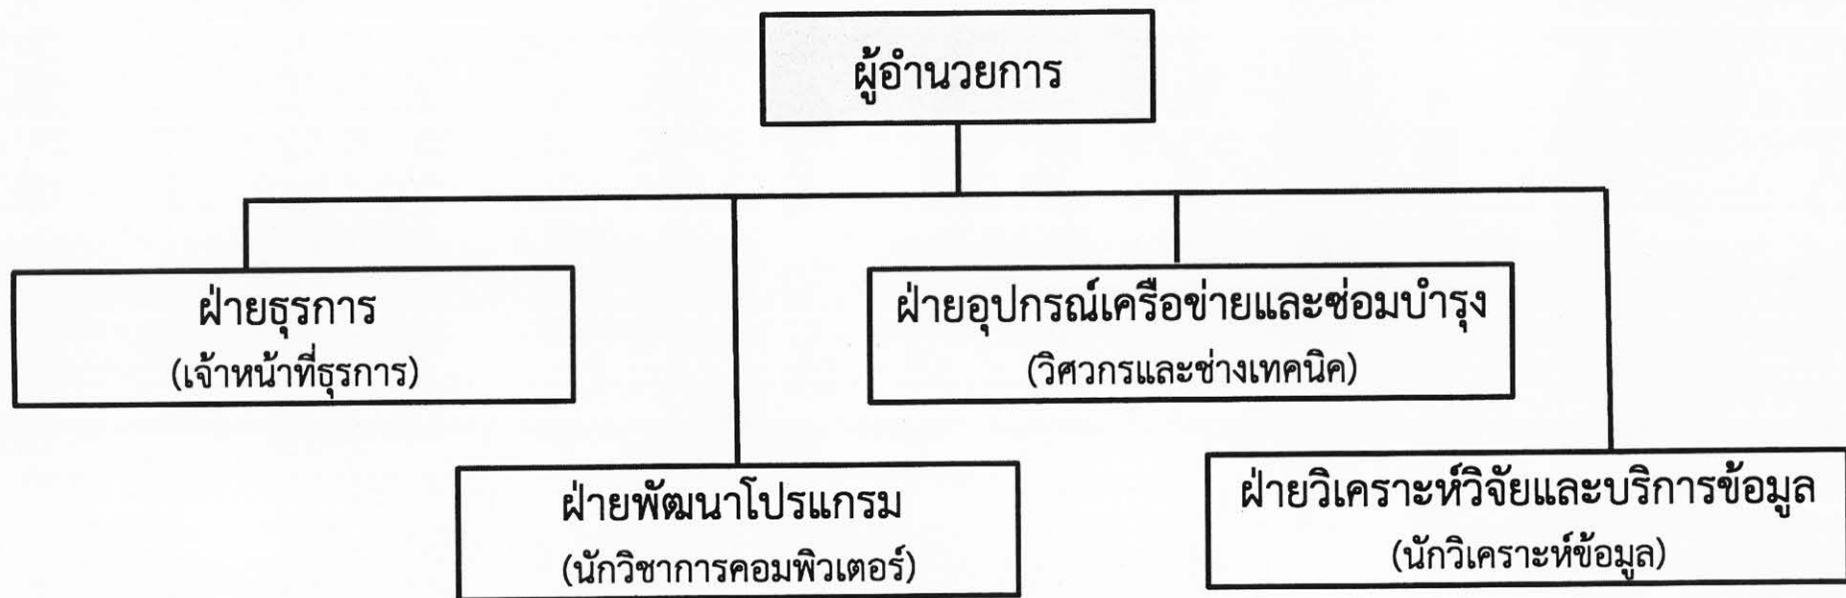 ผู้อำนวยการ
ฝ่ายธุรการ
(เจ้าหน้าที่ธุรการ)
ฝ่ายอุปกรณ์เครือข่ายและซ่อมบำรุง
(วิศวกรและช่างเทคนิค)
ฝ่ายพัฒนาโปรแกรม
(นักวิชาการคอมพิวเตอร์)
ฝ่ายวิเคราะห์วิจัยและบริการข้อมูล
(นักวิเคราะห์ข้อมูล)